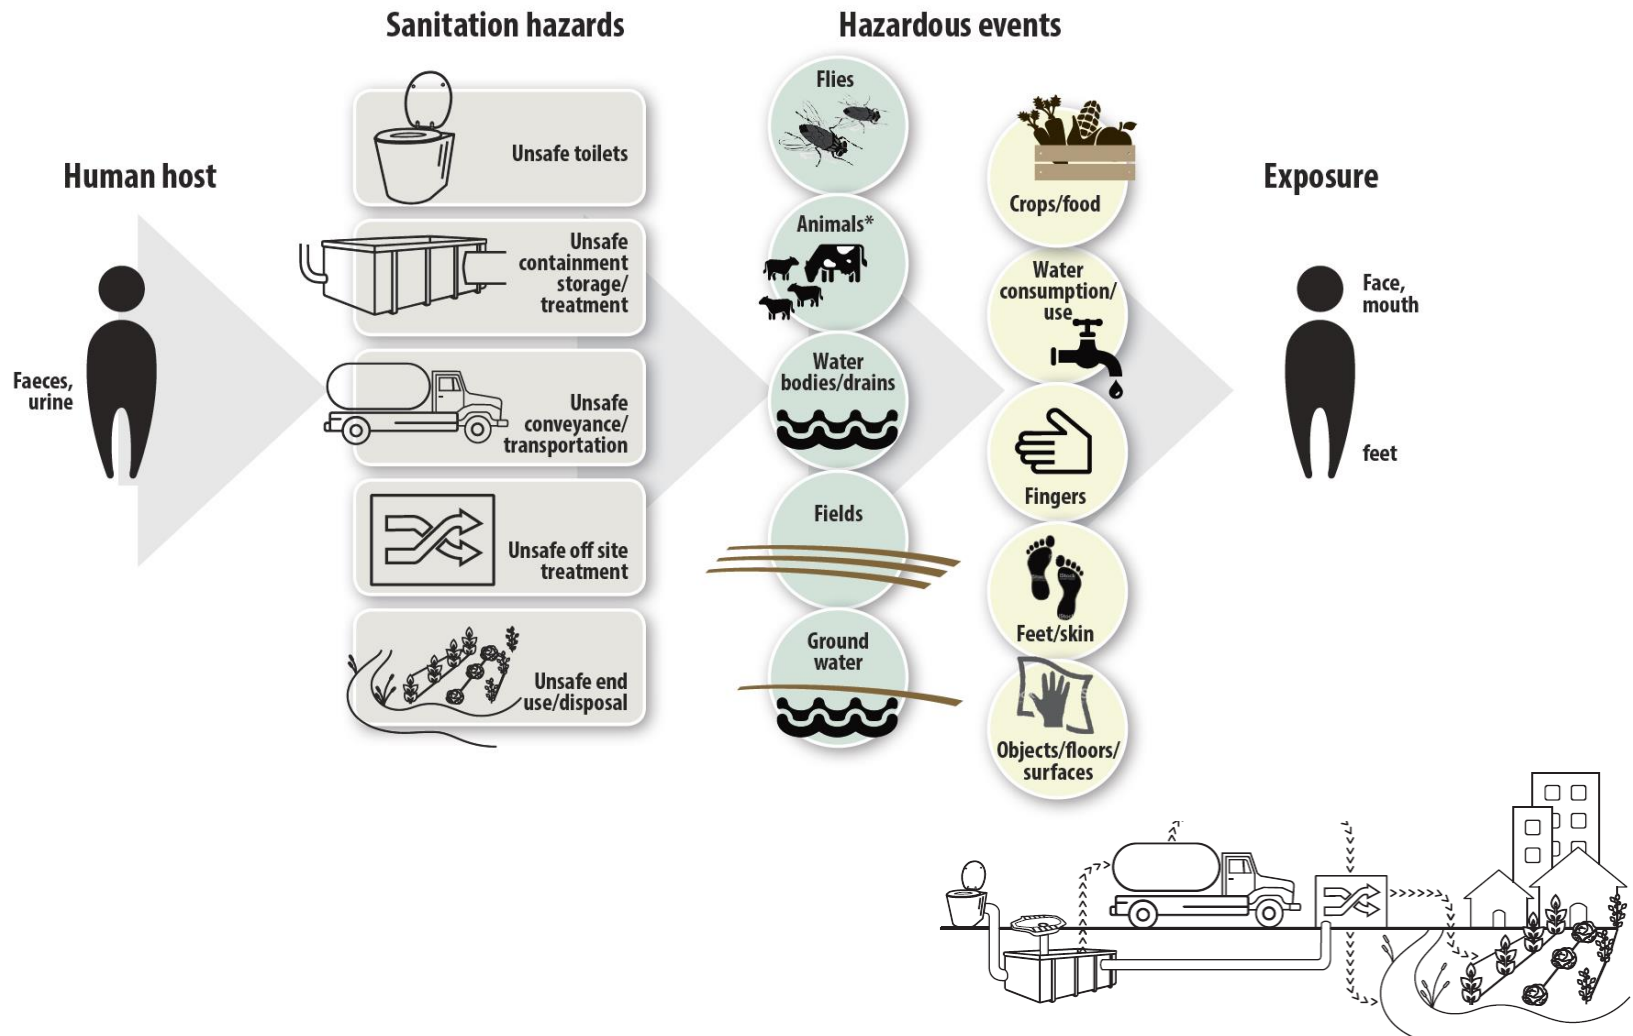 Sanitation hazards
Hazardous events
Human host
Faeces,
urine
Unsafe toilets
Unsafe
containment
storage/
treatment
Unsafe
conveyance/
transportation
Unsafe off site
treatment
Unsafe end
use/disposal
Flies
Animals*
Water
bodies/drains
Fields
Ground
water
Crops/food
Water
consumption/
use
Fingers
Feet/skin
Objects/floors/
surfaces
Exposure
Face,
mouth
feet